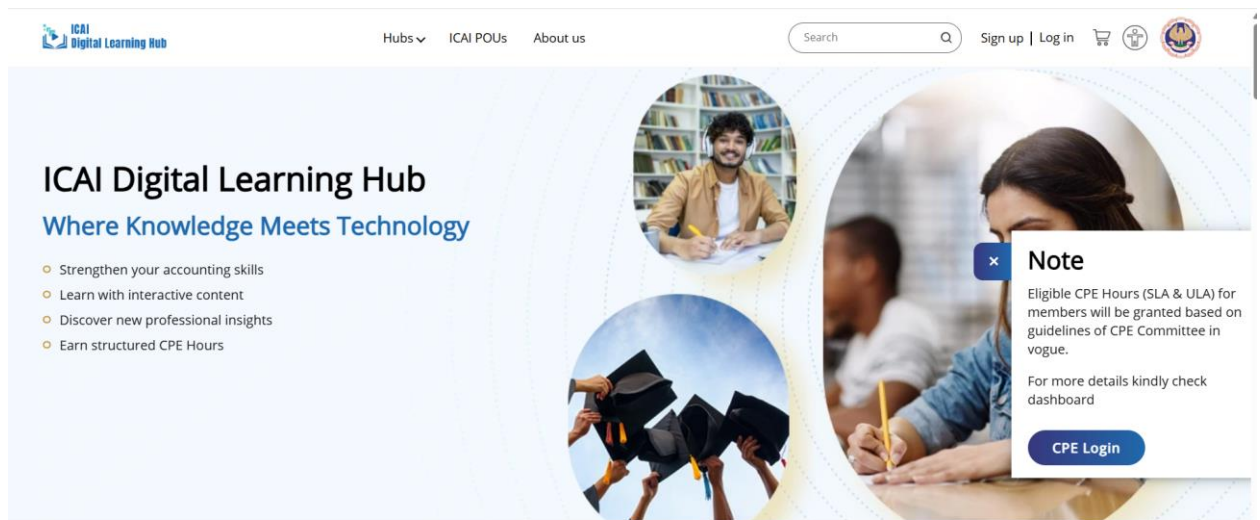 ICAI
Digital Learning Hub
Hubs
ICAI POUs
About us
Search
Sign up | Log in
ICAI Digital Learning Hub
Where Knowledge Meets Technology
Strengthen your accounting skills
Learn with interactive content
Discover new professional insights
Earn structured CPE Hours
×
Note
Eligible CPE Hours (SLA & ULA) for
members will be granted based on
guidelines of CPE Committee in
vogue.
For more details kindly check
dashboard
CPE Login